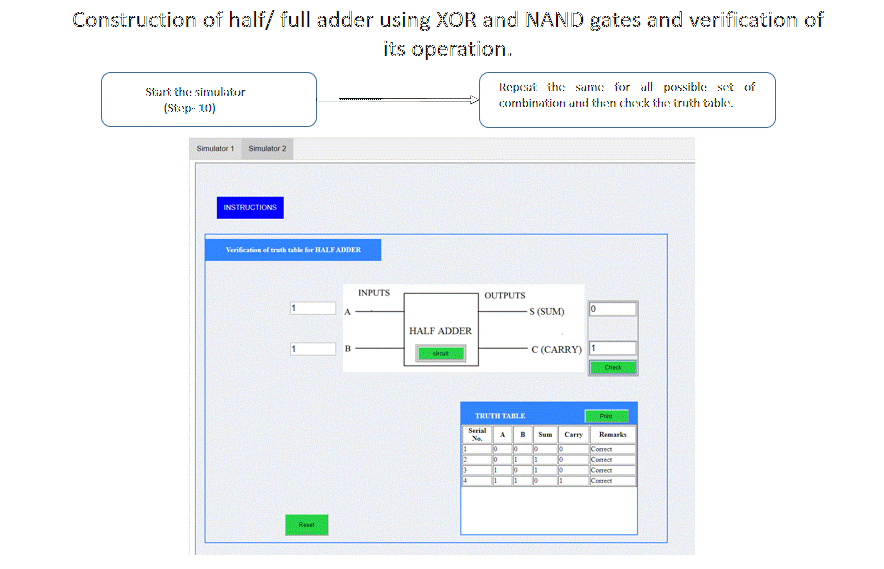 Construction of half/ full adder using XOR and NAND gates and verification of
its operation.
Start the simulator
(Step- 10)
Repeat the same for all possible set of
combination and then check the truth table.
Simulator 1 Simulator 2
INSTRUCTIONS
Verification of truth table for HALF ADDER
INPUTS OUTPUTS
1 A S (SUM) 0
HALF ADDER
circuit
1 B C (CARRY) 1
Check
TRUTH TABLE Print
Serial No. A B Sum Carry Remarks
1 0 0 0 0 Correct
2 0 1 1 0 Correct
3 1 0 1 0 Correct
4 1 1 0 1 Correct
Reset